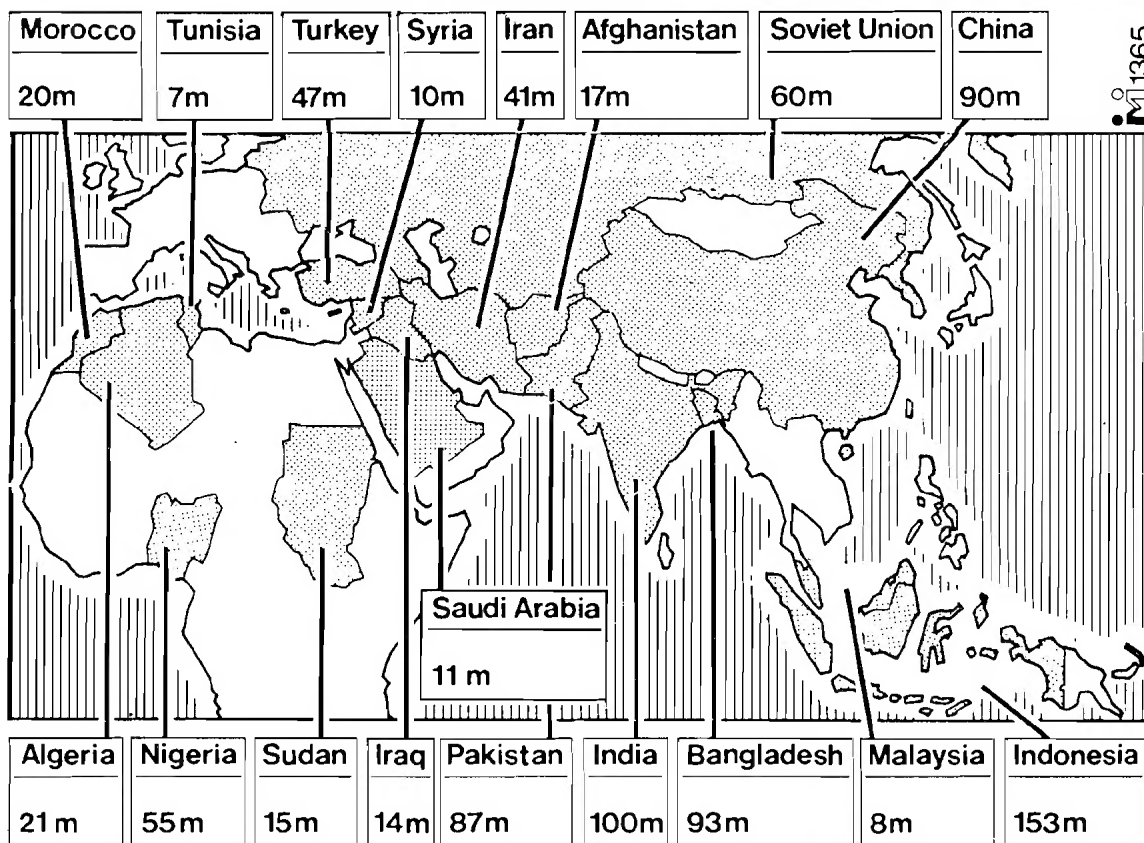 Morocco
20m
Tunisia
7m
Turkey
47m
Syria
10m
Iran
41m
Afghanistan
17m
Soviet Union
60m
China
90m
1365
Saudi Arabia
11 m
Algeria
21 m
Nigeria
55m
Sudan
15m
Iraq
14m
Pakistan
87m
India
100m
Bangladesh
93m
Malaysia
8m
Indonesia
153m